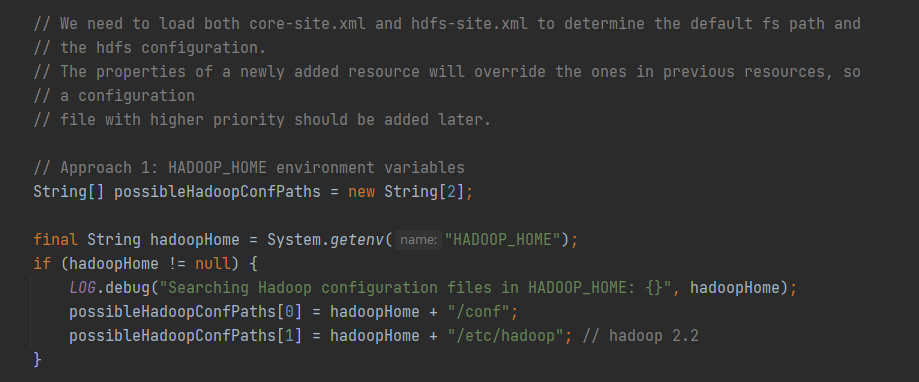 // We need to load both core-site.xml and hdfs-site.xml to determine the default fs path and
// the hdfs configuration.
// The properties of a newly added resource will override the ones in previous resources, so
// a configuration
// file with higher priority should be added later.
// Approach 1: HADOOP_HOME environment variables
String[] possibleHadoopConfPaths = new String[2];
final String hadoopHome = System.getenv( name: "HADOOP_HOME");
if (hadoopHome != null) {
LOG.debug("Searching Hadoop configuration files in HADOOP_HOME: {}", hadoopHome);
possibleHadoopConfPaths[0] = hadoopHome + "/conf";
possibleHadoopConfPaths[1] = hadoopHome + "/etc/hadoop"; // hadoop 2.2
}